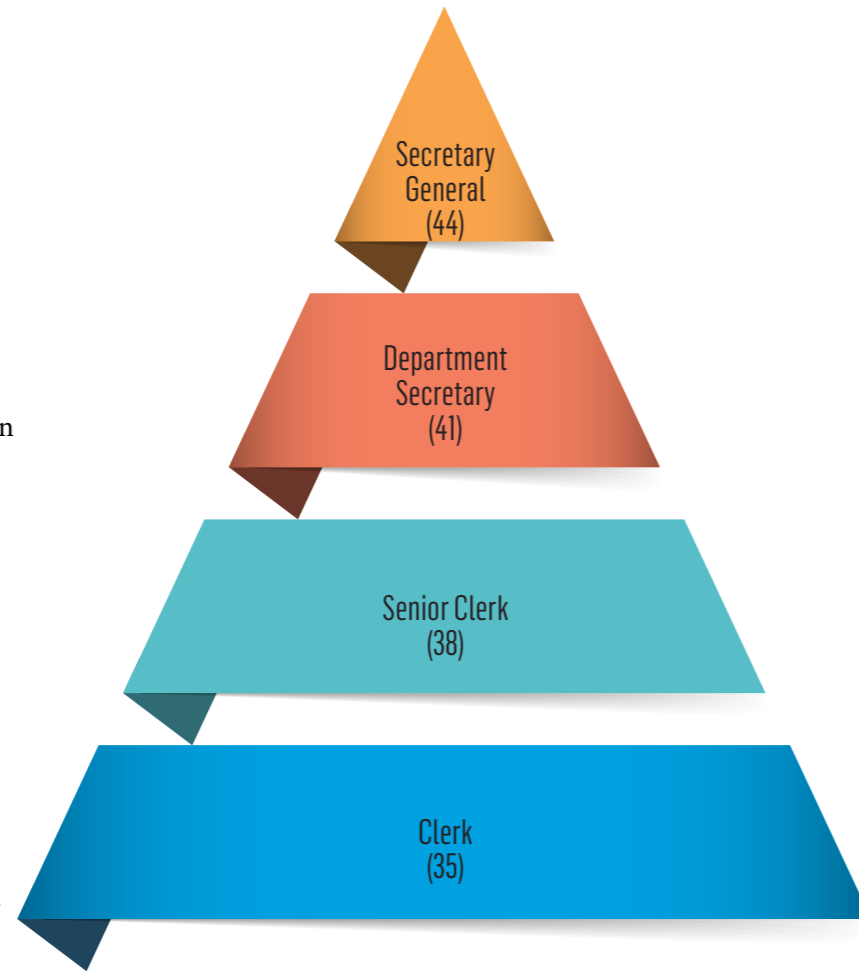 Secretary
General
(44)
Department
Secretary
(41)
n
Senior Clerk
(38)
Clerk
(35)